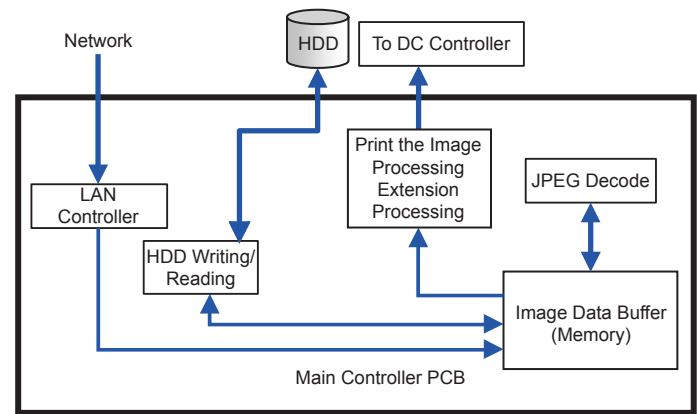 Network
HDD
To DC Controller
Print the Image
Processing
Extension
Processing
JPEG Decode
LAN
Controller
HDD Writing/
Reading
Image Data Buffer
(Memory)
Main Controller PCB